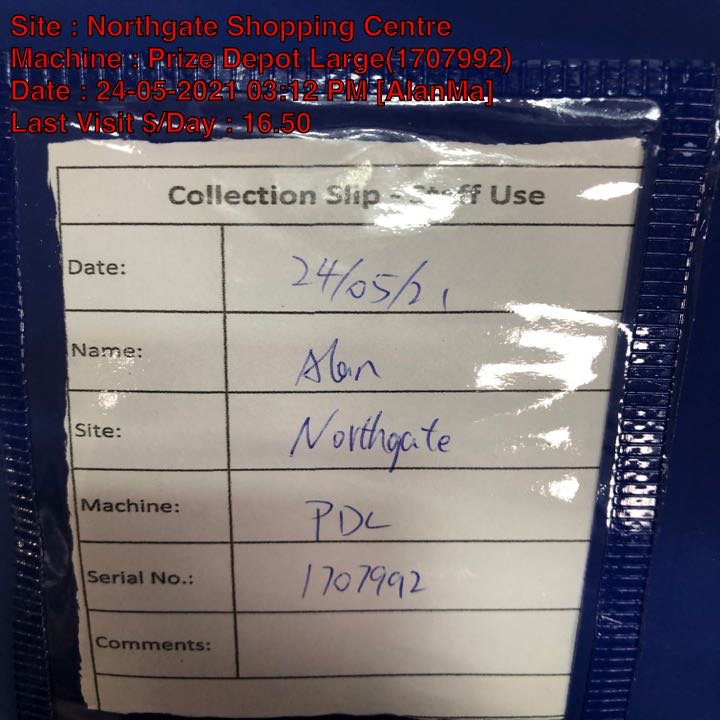 Site : Northgate Shopping Centre
Machine : Prize Depot Large(1707992)
Date : 24-05-2021 03:12 PM [AlanMa]
Last Visit $/Day : 16.50
Collection Slip - Staff Use
Date: 24/05/21
Name: Alan
Site: Northgate
Machine: PDL
Serial No.: 1707992
Comments: